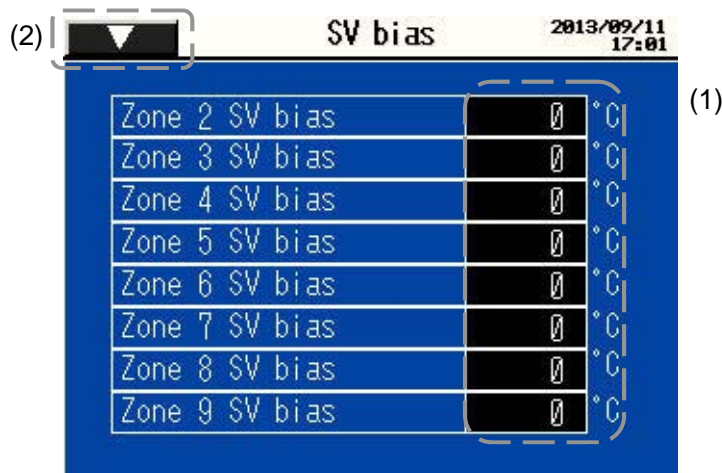 (2) SV bias 2013/09/11
17:01
(1)
Zone 2 SV bias 0 °C
Zone 3 SV bias 0 °C
Zone 4 SV bias 0 °C
Zone 5 SV bias 0 °C
Zone 6 SV bias 0 °C
Zone 7 SV bias 0 °C
Zone 8 SV bias 0 °C
Zone 9 SV bias 0 °C